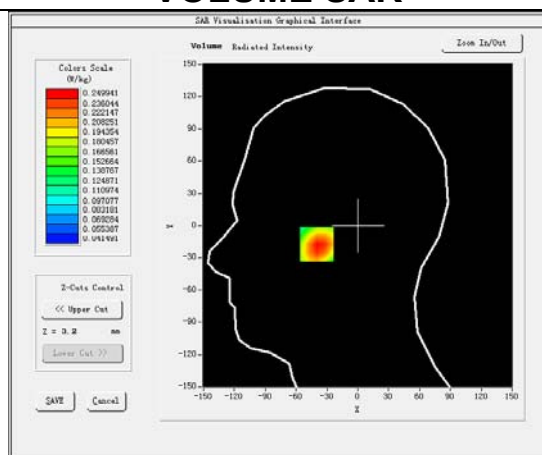 VOLUME SAR
SAR Visualisation Graphical Interface
Volume Radiated Intensity
Zoom In/Out
Colors Scale
(W/kg)
0.249941
0.236044
0.222147
0.208251
0.194354
0.180457
0.166561
0.152664
0.138767
0.124871
0.110974
0.097077
0.083181
0.069284
0.055387
0.041491
Z-Cuts Control
<< Upper Cut
Z = 3.2 mm
Lower Cut >>
SAVE
Cancel
150
120
90
60
30
0
-30
-60
-90
-120
-150
Y
-150 -120 -90 -60 -30 0 30 60 90 120 150
X